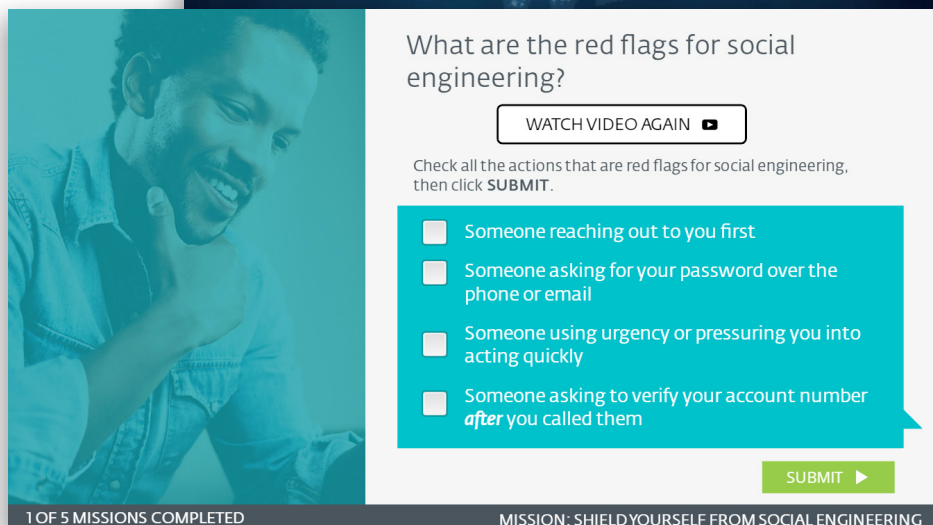 What are the red flags for social
engineering?
WATCH VIDEO AGAIN
Check all the actions that are red flags for social engineering,
then click SUBMIT.
Someone reaching out to you first
Someone asking for your password over the
phone or email
Someone using urgency or pressuring you into
acting quickly
Someone asking to verify your account number
after you called them
SUBMIT
1 OF 5 MISSIONS COMPLETED
MISSION: SHIELD YOURSELF FROM SOCIAL ENGINEERING